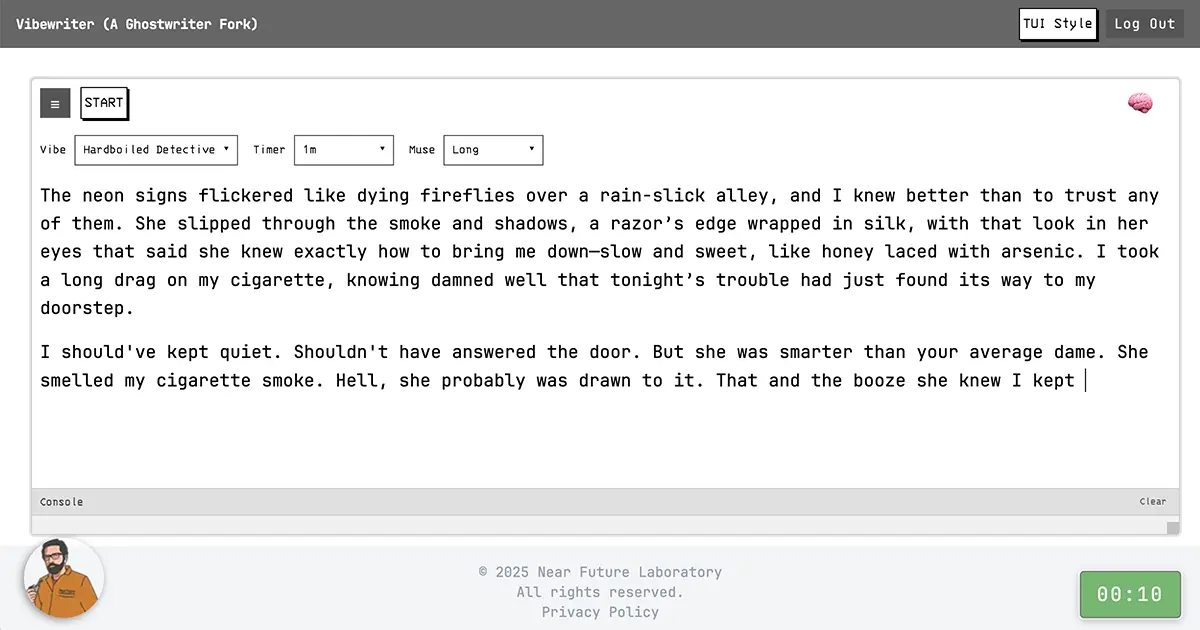 Vibewriter (A Ghostwriter Fork)
TUI Style
Log Out
≡
START
Vibe
Hardboiled Detective
Timer
1m
Muse
Long
The neon signs flickered like dying fireflies over a rain-slick alley, and I knew better than to trust any
of them. She slipped through the smoke and shadows, a razor’s edge wrapped in silk, with that look in her
eyes that said she knew exactly how to bring me down—slow and sweet, like honey laced with arsenic. I took
a long drag on my cigarette, knowing damned well that tonight’s trouble had just found its way to my
doorstep.
I should've kept quiet. Shouldn't have answered the door. But she was smarter than your average dame. She
smelled my cigarette smoke. Hell, she probably was drawn to it. That and the booze she knew I kept
Console
Clear
© 2025 Near Future Laboratory
All rights reserved.
Privacy Policy
00:10